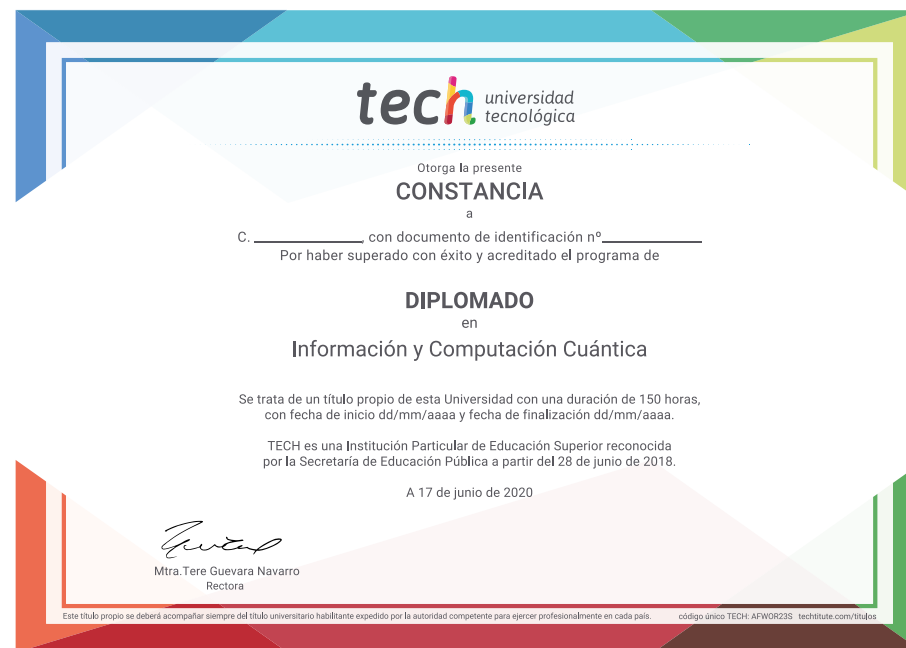 tech universidad
tecnológica
Otorga la presente
CONSTANCIA
a
C. ____________, con documento de identificación nº____________
Por haber superado con éxito y acreditado el programa de
DIPLOMADO
en
Información y Computación Cuántica
Se trata de un título propio de esta Universidad con una duración de 150 horas,
con fecha de inicio dd/mm/aaaa y fecha de finalización dd/mm/aaaa.
TECH es una Institución Particular de Educación Superior reconocida
por la Secretaría de Educación Pública a partir del 28 de junio de 2018.
A 17 de junio de 2020
Mtra.Tere Guevara Navarro
Rectora
Este título propio se deberá acompañar siempre del título universitario habilitante expedido por la autoridad competente para ejercer profesionalmente en cada país. código único TECH: AFWOR23S techtitute.com/titulos